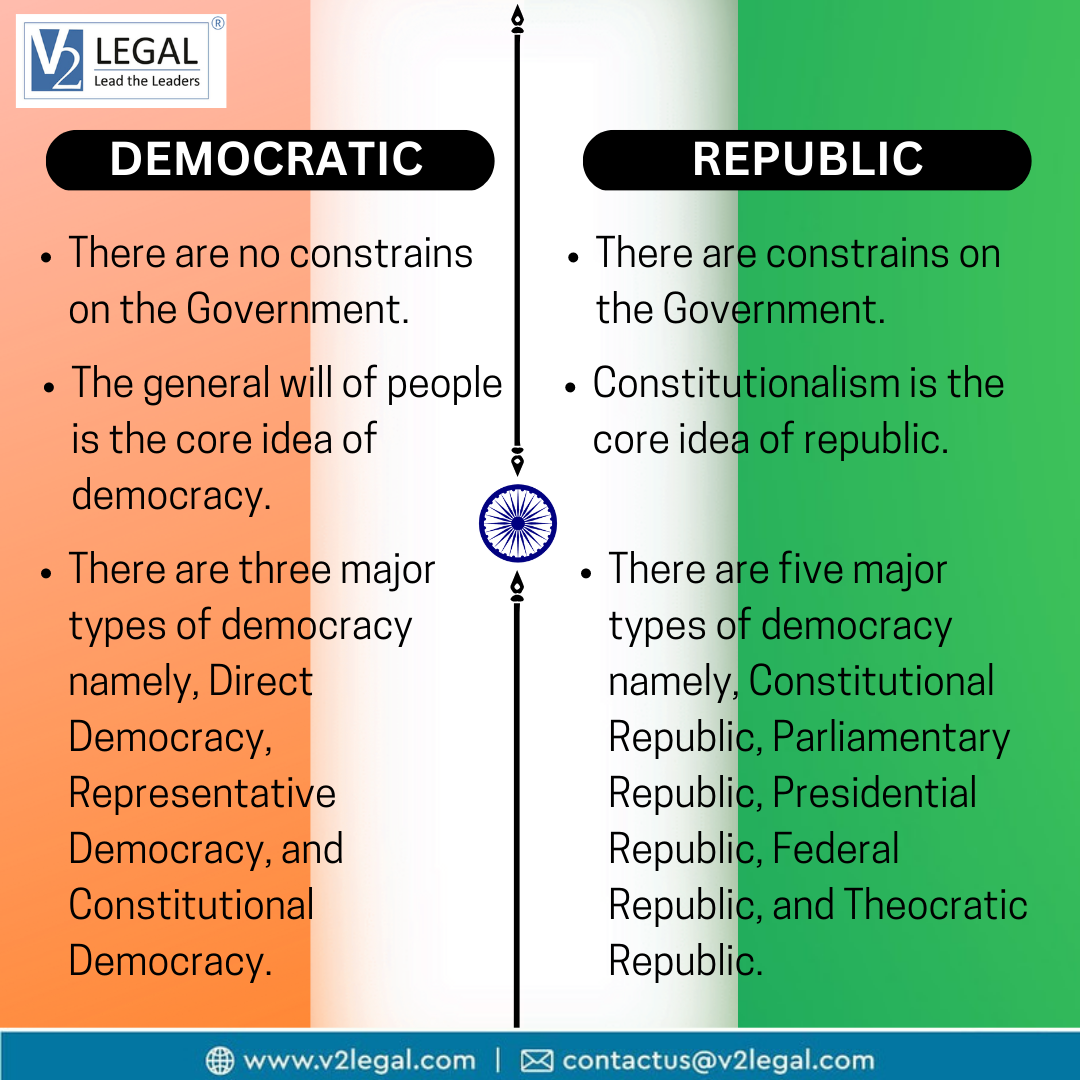 V2 LEGAL ®
Lead the Leaders
DEMOCRATIC
• There are no constrains
on the Government.
• The general will of people
is the core idea of
democracy.
• There are three major
types of democracy
namely, Direct
Democracy,
Representative
Democracy, and
Constitutional
Democracy.
REPUBLIC
• There are constrains on
the Government.
• Constitutionalism is the
core idea of republic.
• There are five major
types of democracy
namely, Constitutional
Republic, Parliamentary
Republic, Presidential
Republic, Federal
Republic, and Theocratic
Republic.
www.v2legal.com | contactus@v2legal.com